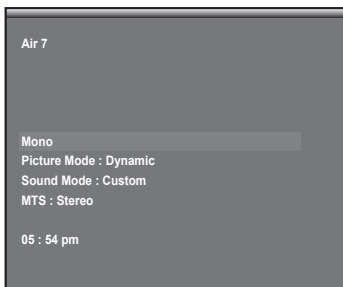 Air 7
Mono
Picture Mode : Dynamic
Sound Mode : Custom
MTS : Stereo
05 : 54 pm